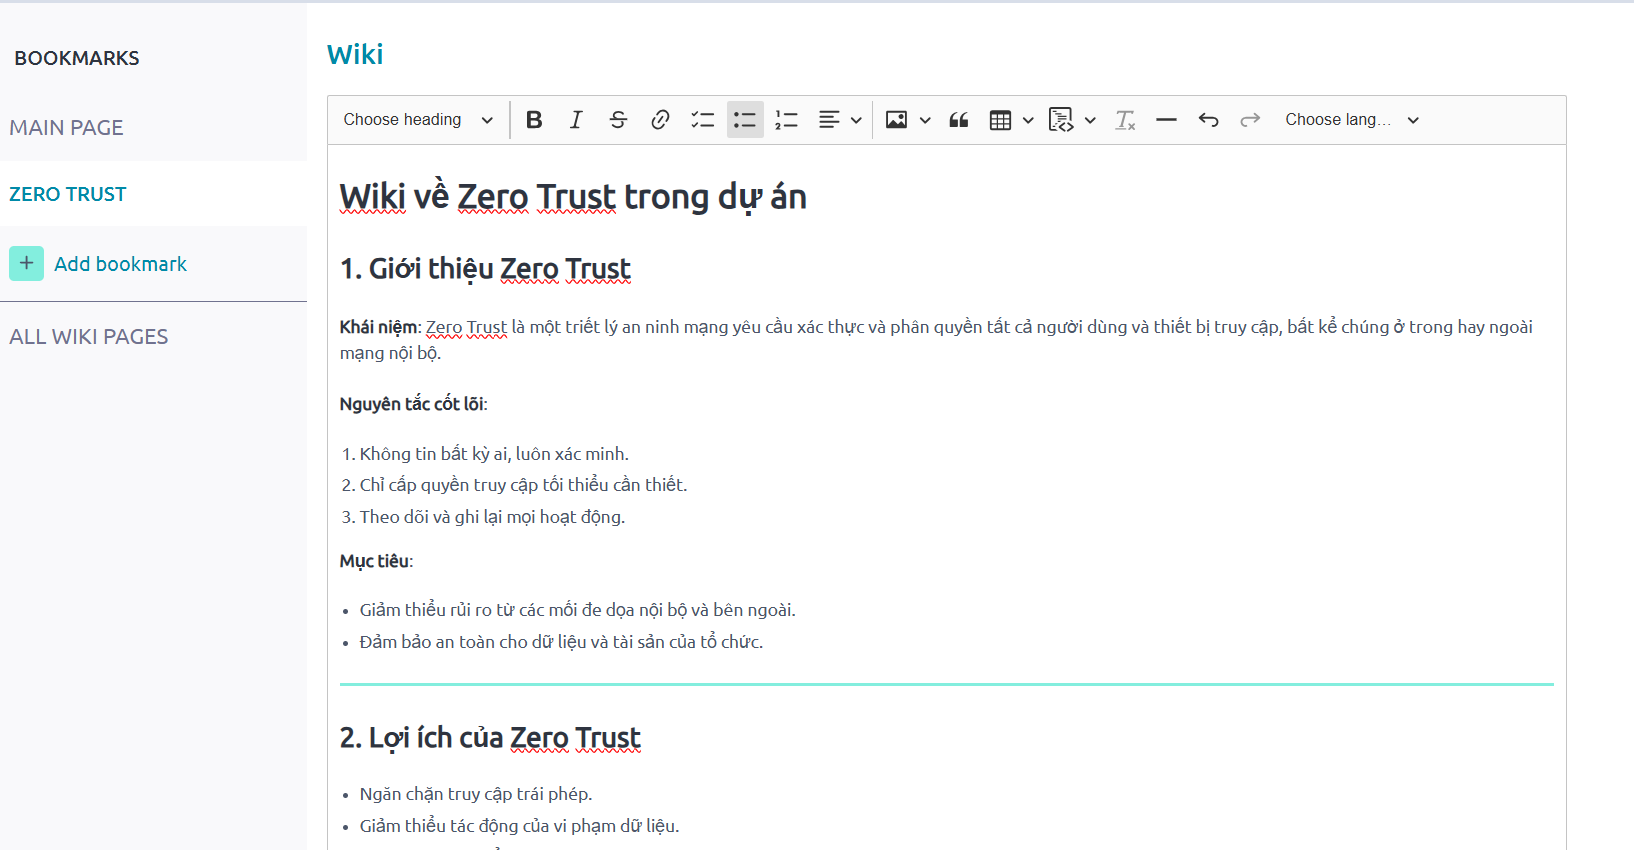 BOOKMARKS
MAIN PAGE
ZERO TRUST
Add bookmark
ALL WIKI PAGES
Wiki
Choose heading
Choose lang...
Wiki về Zero Trust trong dự án
1. Giới thiệu Zero Trust
Khái niệm: Zero Trust là một triết lý an ninh mạng yêu cầu xác thực và phân quyền tất cả người dùng và thiết bị truy cập, bất kể chúng ở trong hay ngoài
mạng nội bộ.
Nguyên tắc cốt lõi:
1. Không tin bất kỳ ai, luôn xác minh.
2. Chỉ cấp quyền truy cập tối thiểu cần thiết.
3. Theo dõi và ghi lại mọi hoạt động.
Mục tiêu:
• Giảm thiểu rủi ro từ các mối đe dọa nội bộ và bên ngoài.
• Đảm bảo an toàn cho dữ liệu và tài sản của tổ chức.
2. Lợi ích của Zero Trust
• Ngăn chặn truy cập trái phép.
• Giảm thiểu tác động của vi phạm dữ liệu.